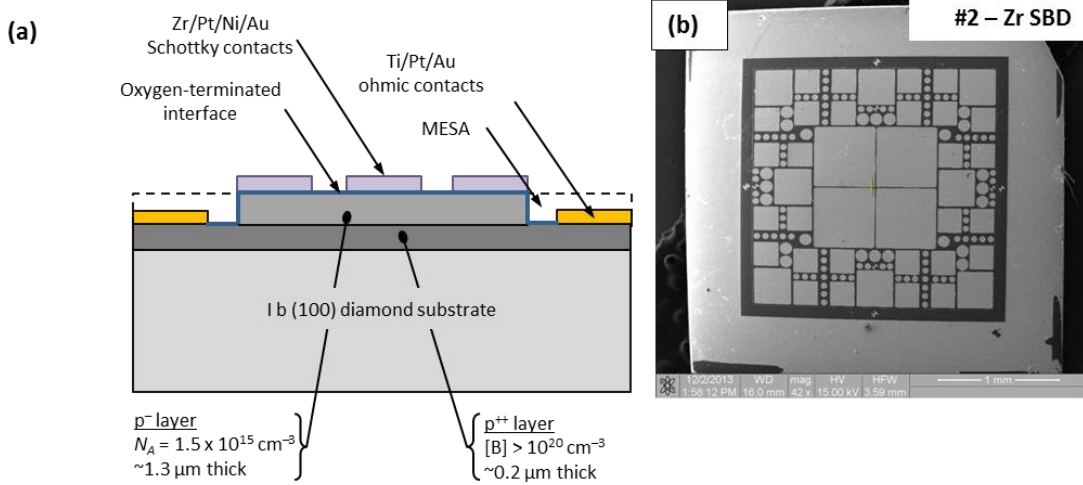 (a)
Zr/Pt/Ni/Au
Schottky contacts
Oxygen-terminated
interface
Ti/Pt/Au
ohmic contacts
MESA
I b (100) diamond substrate
p⁻ layer
N_A = 1.5 x 10¹⁵ cm⁻³
~1.3 µm thick
p⁺⁺ layer
[B] > 10²⁰ cm⁻³
~0.2 µm thick
(b)
#2 – Zr SBD
12/2/2013
1:58:12 PM
WD
16.0 mm
mag
42 x
HV
15.00 kV
HFW
3.59 mm
1 mm